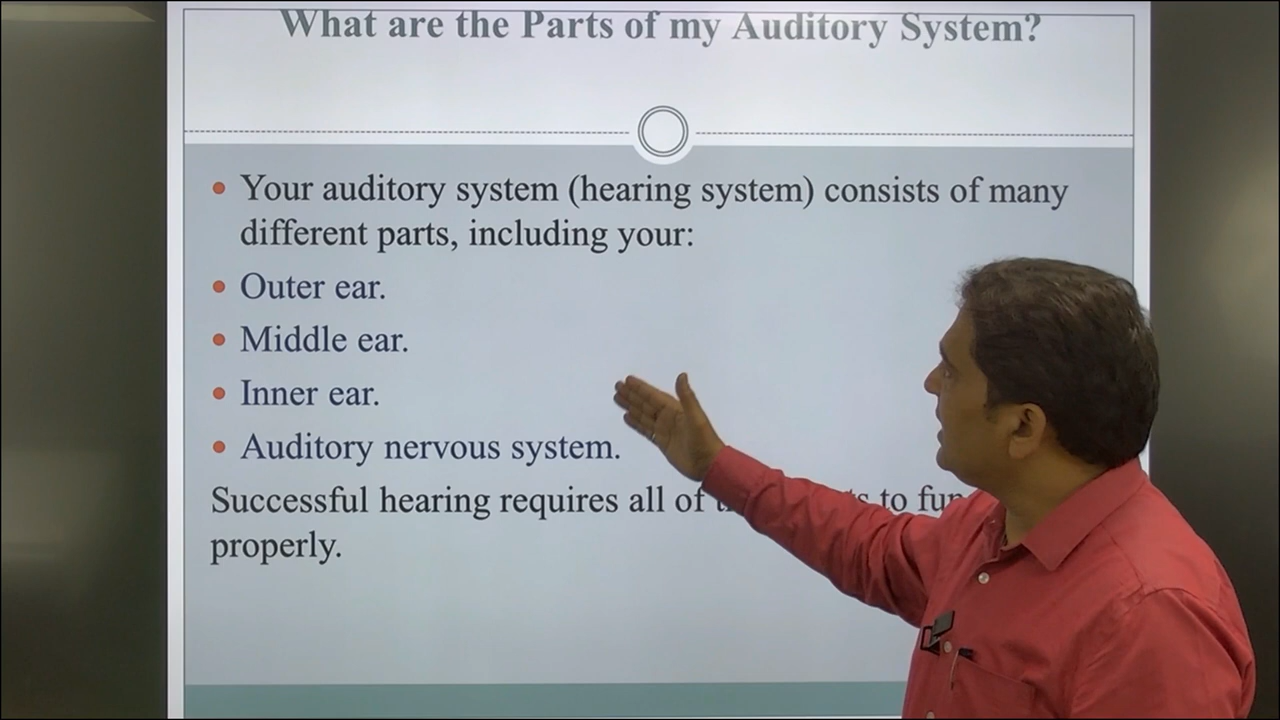 What are the Parts of my Auditory System?
Your auditory system (hearing system) consists of many
different parts, including your:
Outer ear.
Middle ear.
Inner ear.
Auditory nervous system.
Successful hearing requires all of to
properly.